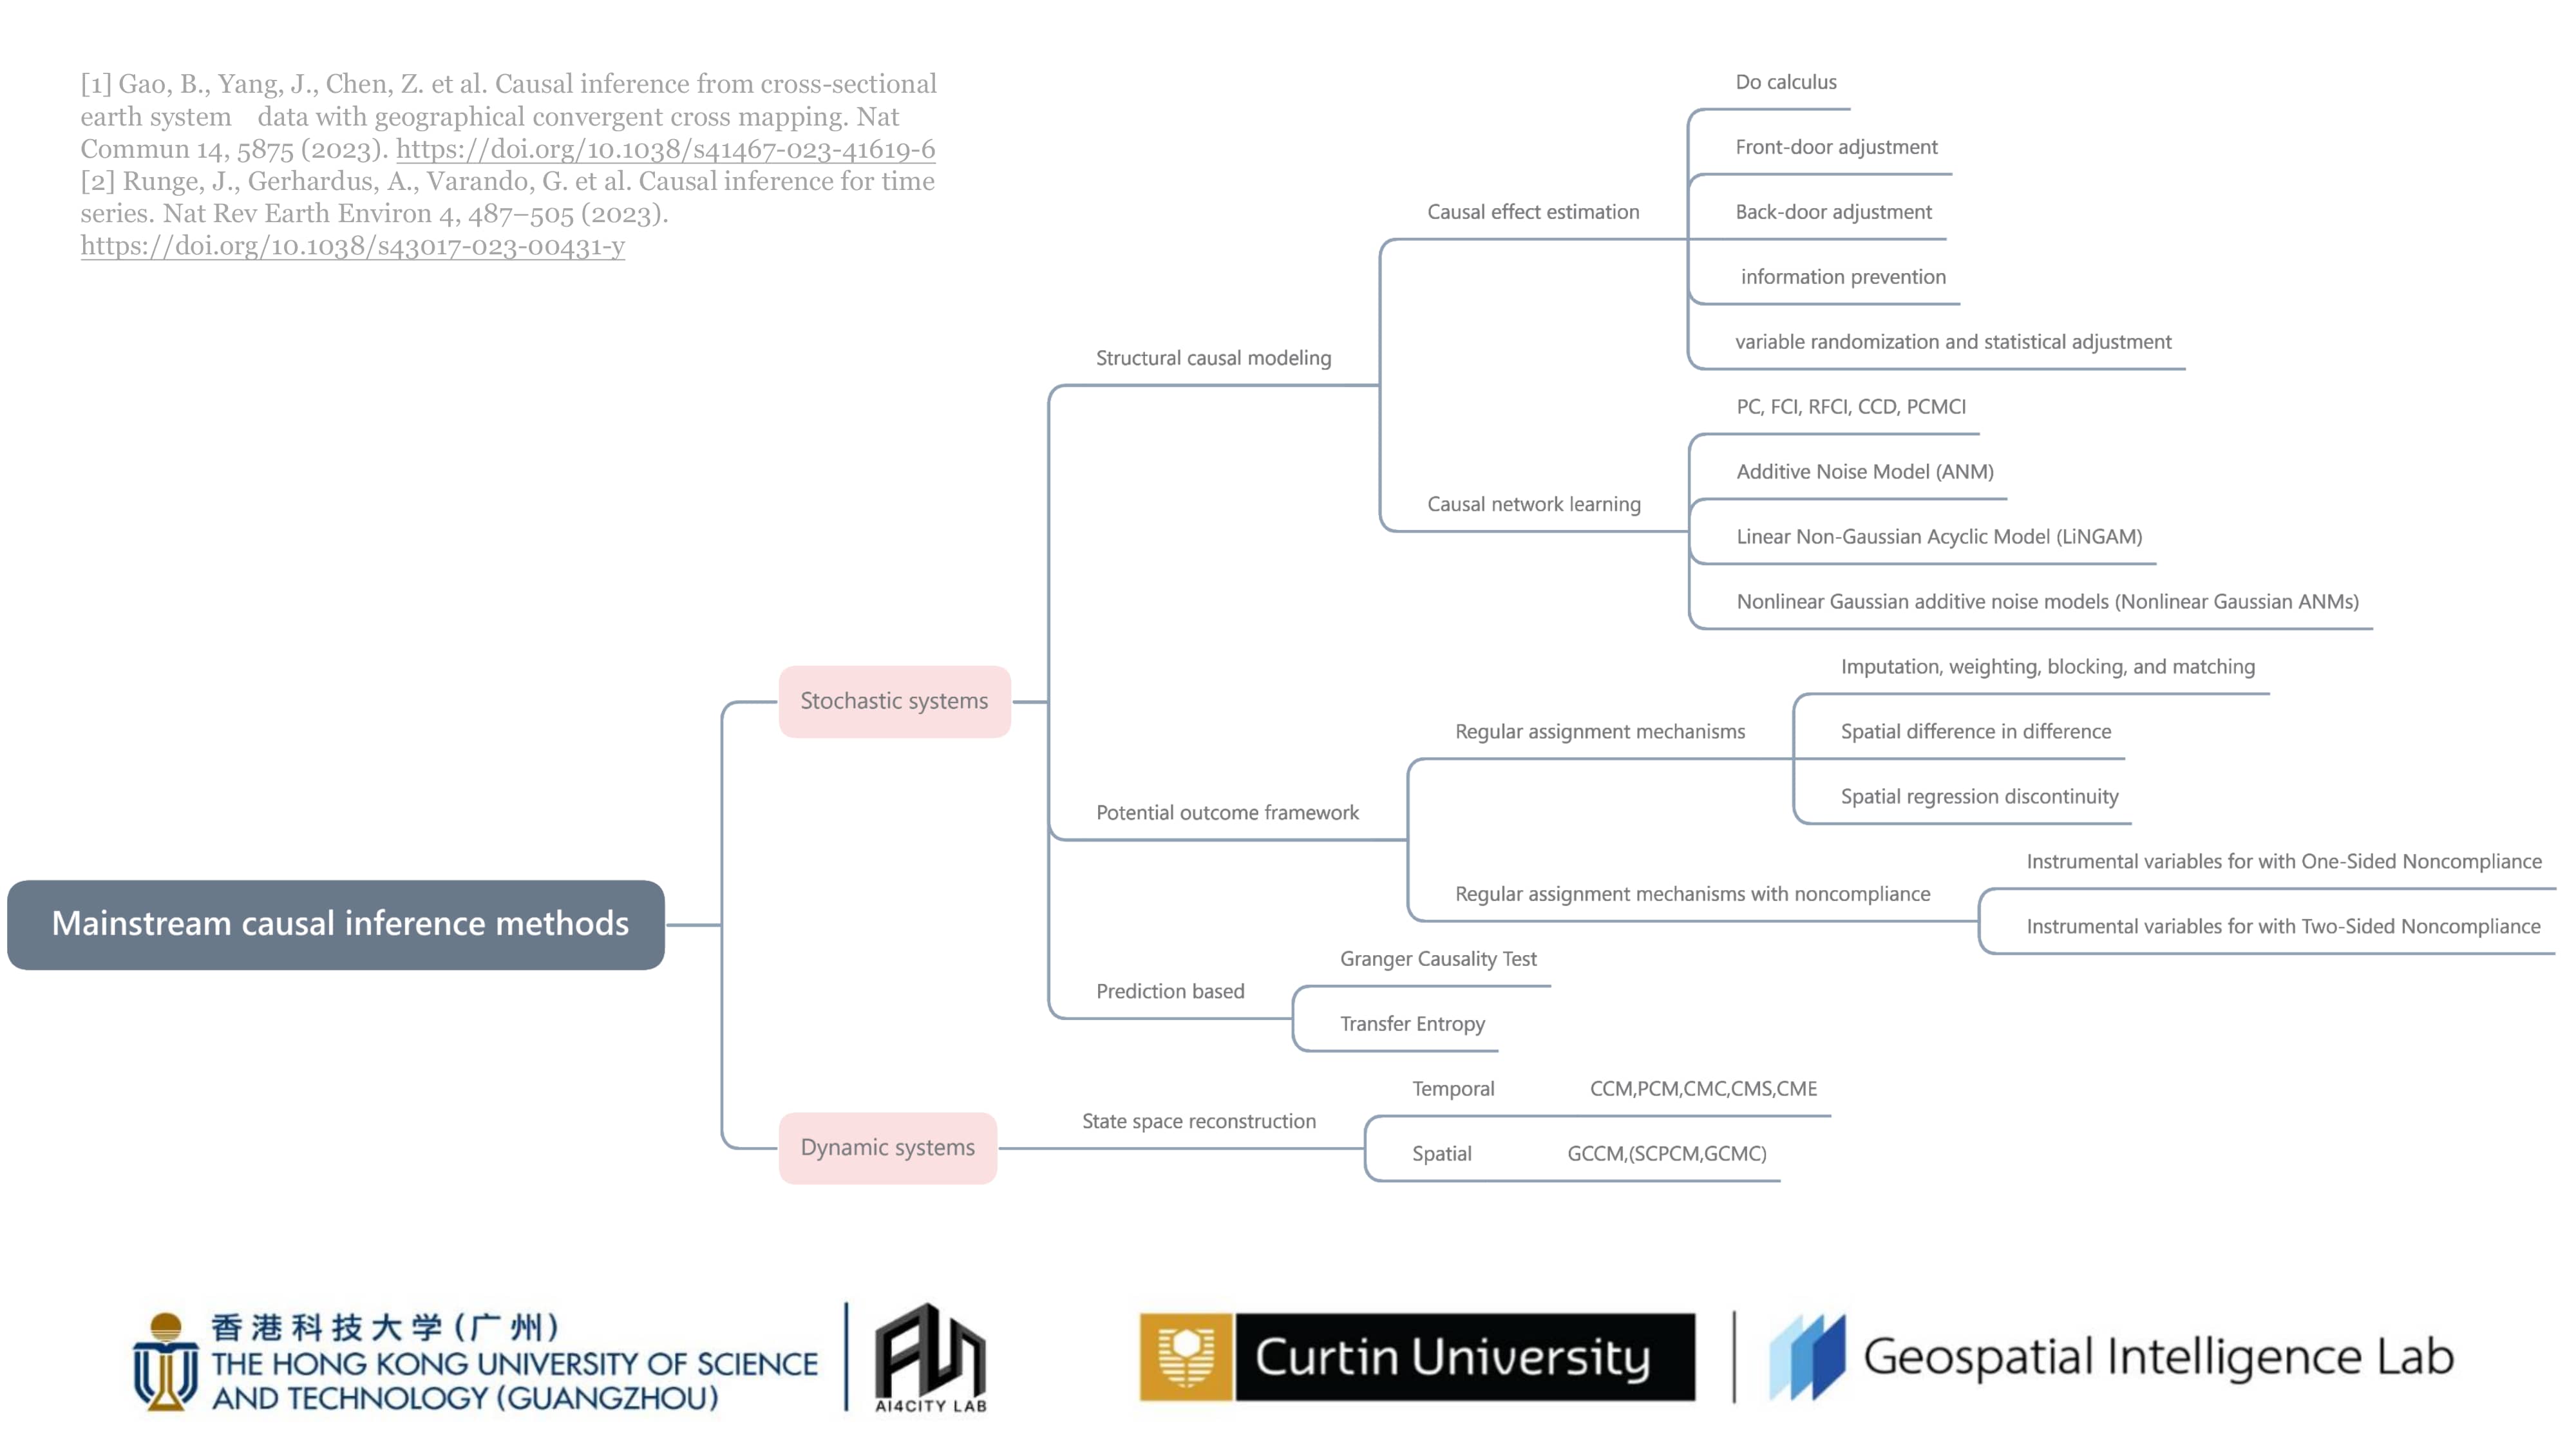 [1] Gao, B., Yang, J., Chen, Z. et al. Causal inference from cross-sectional
earth system data with geographical convergent cross mapping. Nat
Commun 14, 5875 (2023). https://doi.org/10.1038/s41467-023-41619-6
[2] Runge, J., Gerhardus, A., Varando, G. et al. Causal inference for time
series. Nat Rev Earth Environ 4, 487–505 (2023).
https://doi.org/10.1038/s43017-023-00431-y
Mainstream causal inference methods
Stochastic systems
Structural causal modeling
Causal effect estimation
Do calculus
Front-door adjustment
Back-door adjustment
information prevention
variable randomization and statistical adjustment
Causal network learning
PC, FCI, RFCI, CCD, PCMCI
Additive Noise Model (ANM)
Linear Non-Gaussian Acyclic Model (LiNGAM)
Nonlinear Gaussian additive noise models (Nonlinear Gaussian ANMs)
Potential outcome framework
Regular assignment mechanisms
Imputation, weighting, blocking, and matching
Spatial difference in difference
Spatial regression discontinuity
Regular assignment mechanisms with noncompliance
Instrumental variables for with One-Sided Noncompliance
Instrumental variables for with Two-Sided Noncompliance
Prediction based
Granger Causality Test
Transfer Entropy
Dynamic systems
State space reconstruction
Temporal CCM,PCM,CMC,CMS,CME
Spatial GCCM,(SCPCM,GCMC)
香港科技大学(广州)
THE HONG KONG UNIVERSITY OF SCIENCE
AND TECHNOLOGY (GUANGZHOU)
AI4CITY LAB
Curtin University
Geospatial Intelligence Lab